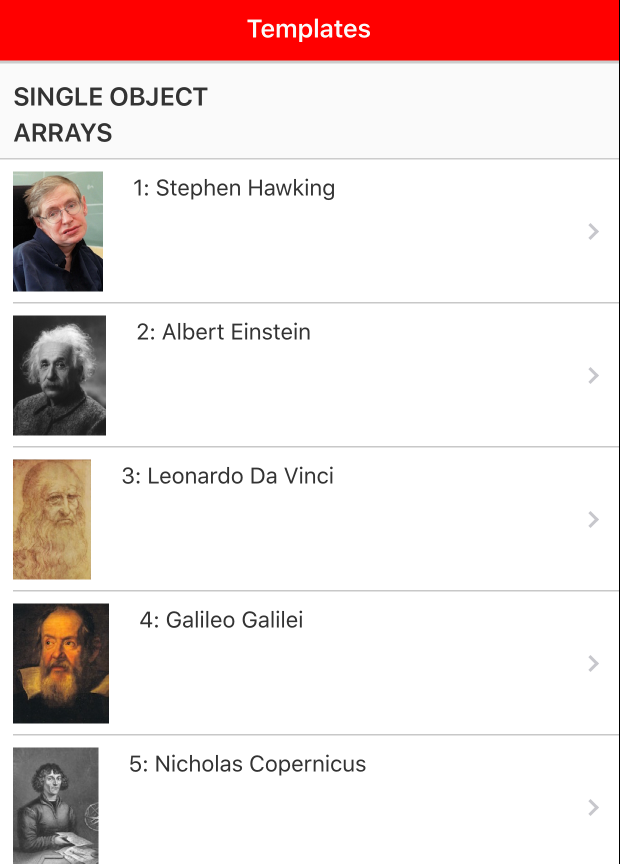 Templates
SINGLE OBJECT
ARRAYS
1: Stephen Hawking
2: Albert Einstein
3: Leonardo Da Vinci
4: Galileo Galilei
5: Nicholas Copernicus